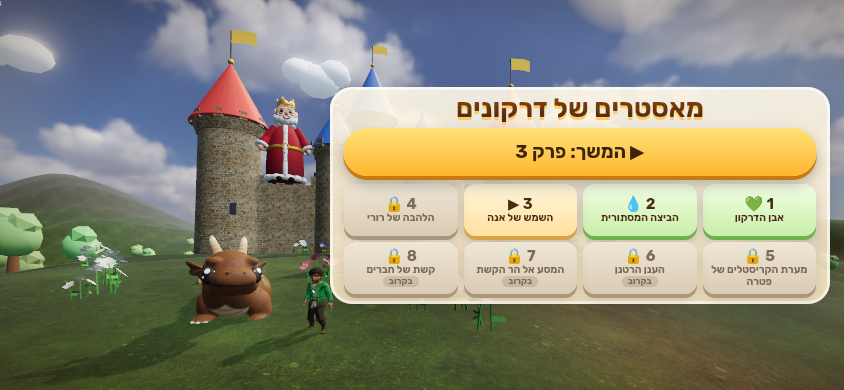 מאסטרים של דרקונים
▶ המשך: פרק 3
1 💚
אבן הדרקון
2 💧
הביצה המסתורית
3 ▶
השמש של אנה
4 🔒
הלהבה של רורי
5 🔒
מערת הקריסטלים של
פטרה
6 🔒
הענן הרטנן
בקרוב
7 🔒
המסע אל הר הקשת
בקרוב
8 🔒
קשת של חברים
בקרוב